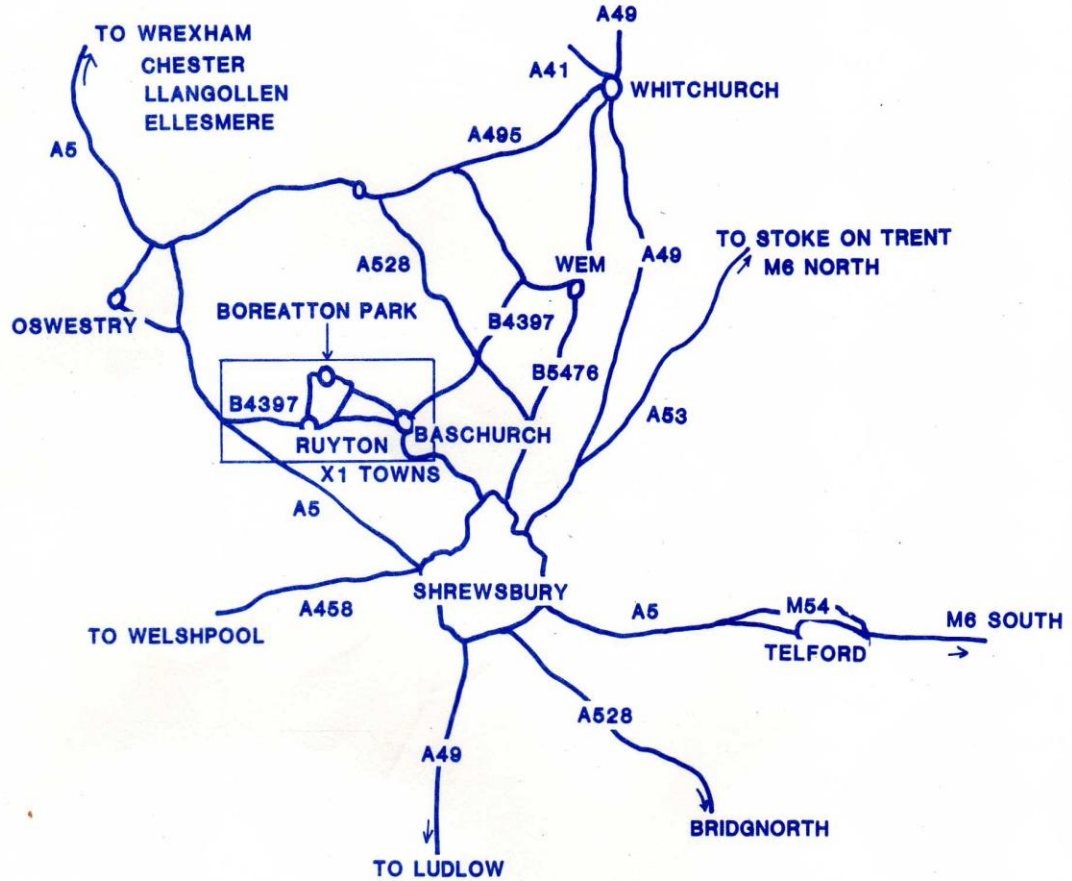 A49
TO WREXHAM
CHESTER
LLANGOLLEN
ELLESMERE
A41
WHITCHURCH
A495
A5
TO STOKE ON TRENT
M6 NORTH
A49
A528
WEM
OSWESTRY
BOREATTON PARK
B4397
B5476
B4397
A53
RUYTON
BASCHURCH
X1 TOWNS
A5
SHREWSBURY
A458
TO WELSHPOOL
A5
M54
M6 SOUTH
TELFORD
A528
A49
BRIDGNORTH
TO LUDLOW